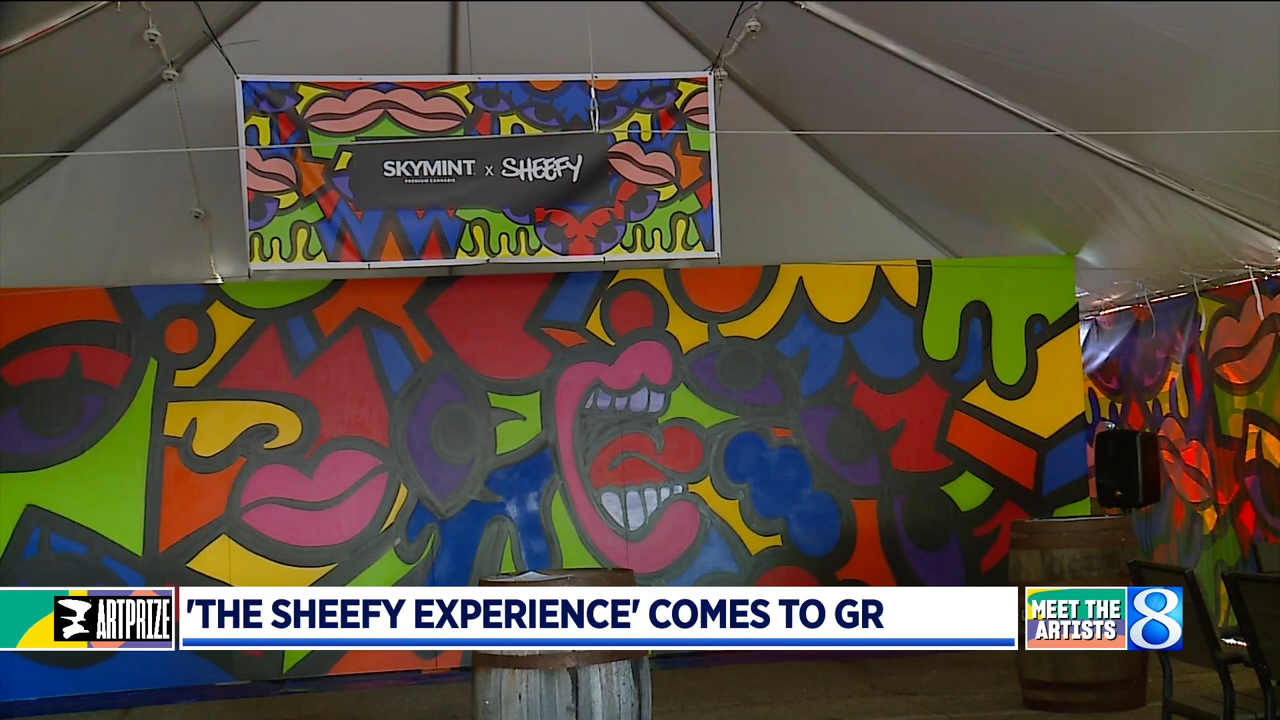 SKYMINT x SHEEFY
PREMIUM CANNABIS
ARTPRIZE
'THE SHEEFY EXPERIENCE' COMES TO GR
MEET THE
ARTISTS
8